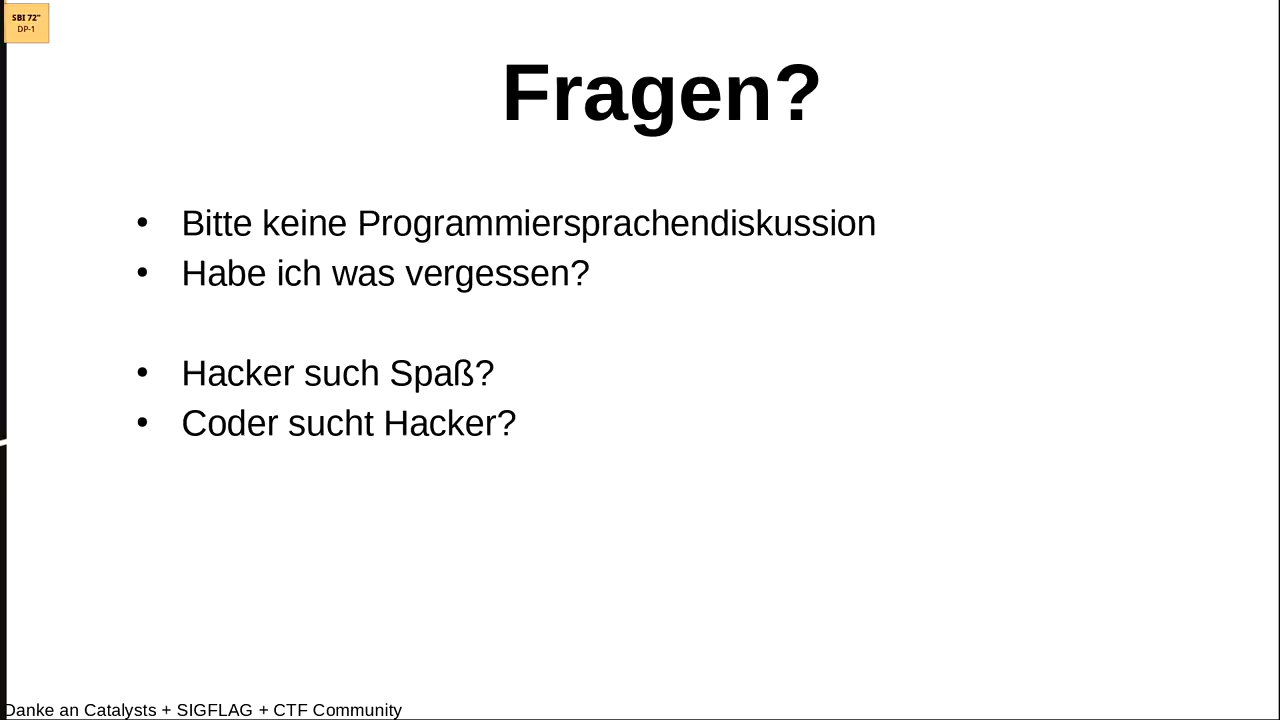 SBI 72"
DP-1
Fragen?
• Bitte keine Programmiersprachendiskussion
• Habe ich was vergessen?
• Hacker such Spaß?
• Coder sucht Hacker?
Danke an Catalysts + SIGFLAG + CTF Community